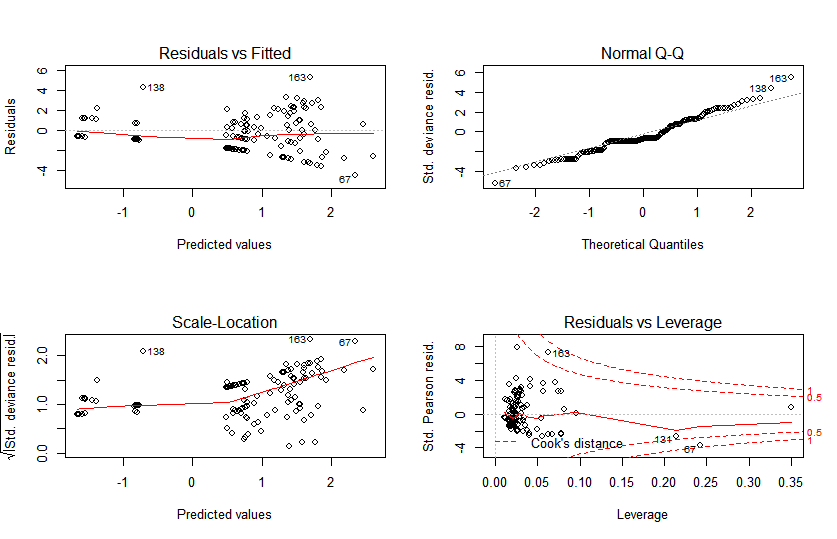 Residuals vs Fitted
Residuals
-4 0 2 4 6
-1 0 1 2
Predicted values
163
138
67
Normal Q-Q
Std. deviance resid.
-4 0 2 4 6
-2 -1 0 1 2
Theoretical Quantiles
163
138
67
Scale-Location
√|Std. deviance resid.|
0.0 1.0 2.0
-1 0 1 2
Predicted values
138
163
67
Residuals vs Leverage
Std. Pearson resid.
-4 0 4 8
0.00 0.05 0.10 0.15 0.20 0.25 0.30 0.35
Leverage
163
131
67
Cook's distance
1
0.5
0.5
1